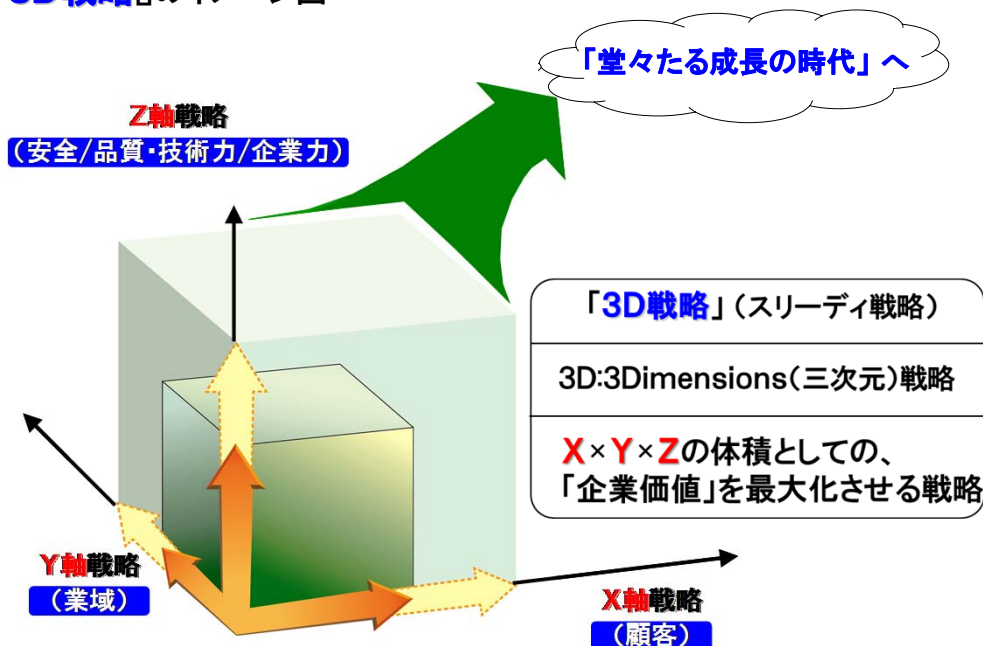 「堂々たる成長の時代」へ
Z軸戦略
(安全/品質・技術力/企業力)
「3D戦略」(スリーディ戦略)
3D:3Dimensions(三次元)戦略
X×Y×Zの体積としての、
「企業価値」を最大化させる戦略
Y軸戦略
(業域)
X軸戦略
(顧客)